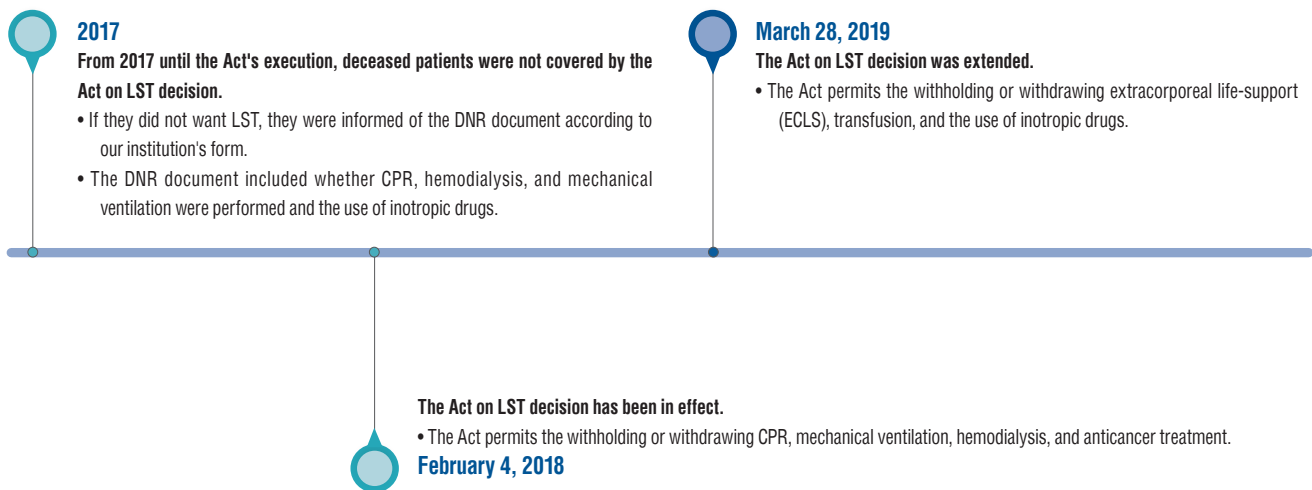 2017
From 2017 until the Act's execution, deceased patients were not covered by the
Act on LST decision.
• If they did not want LST, they were informed of the DNR document according to
our institution's form.
• The DNR document included whether CPR, hemodialysis, and mechanical
ventilation were performed and the use of inotropic drugs.
March 28, 2019
The Act on LST decision was extended.
• The Act permits the withholding or withdrawing extracorporeal life-support
(ECLS), transfusion, and the use of inotropic drugs.
The Act on LST decision has been in effect.
• The Act permits the withholding or withdrawing CPR, mechanical ventilation, hemodialysis, and anticancer treatment.
February 4, 2018